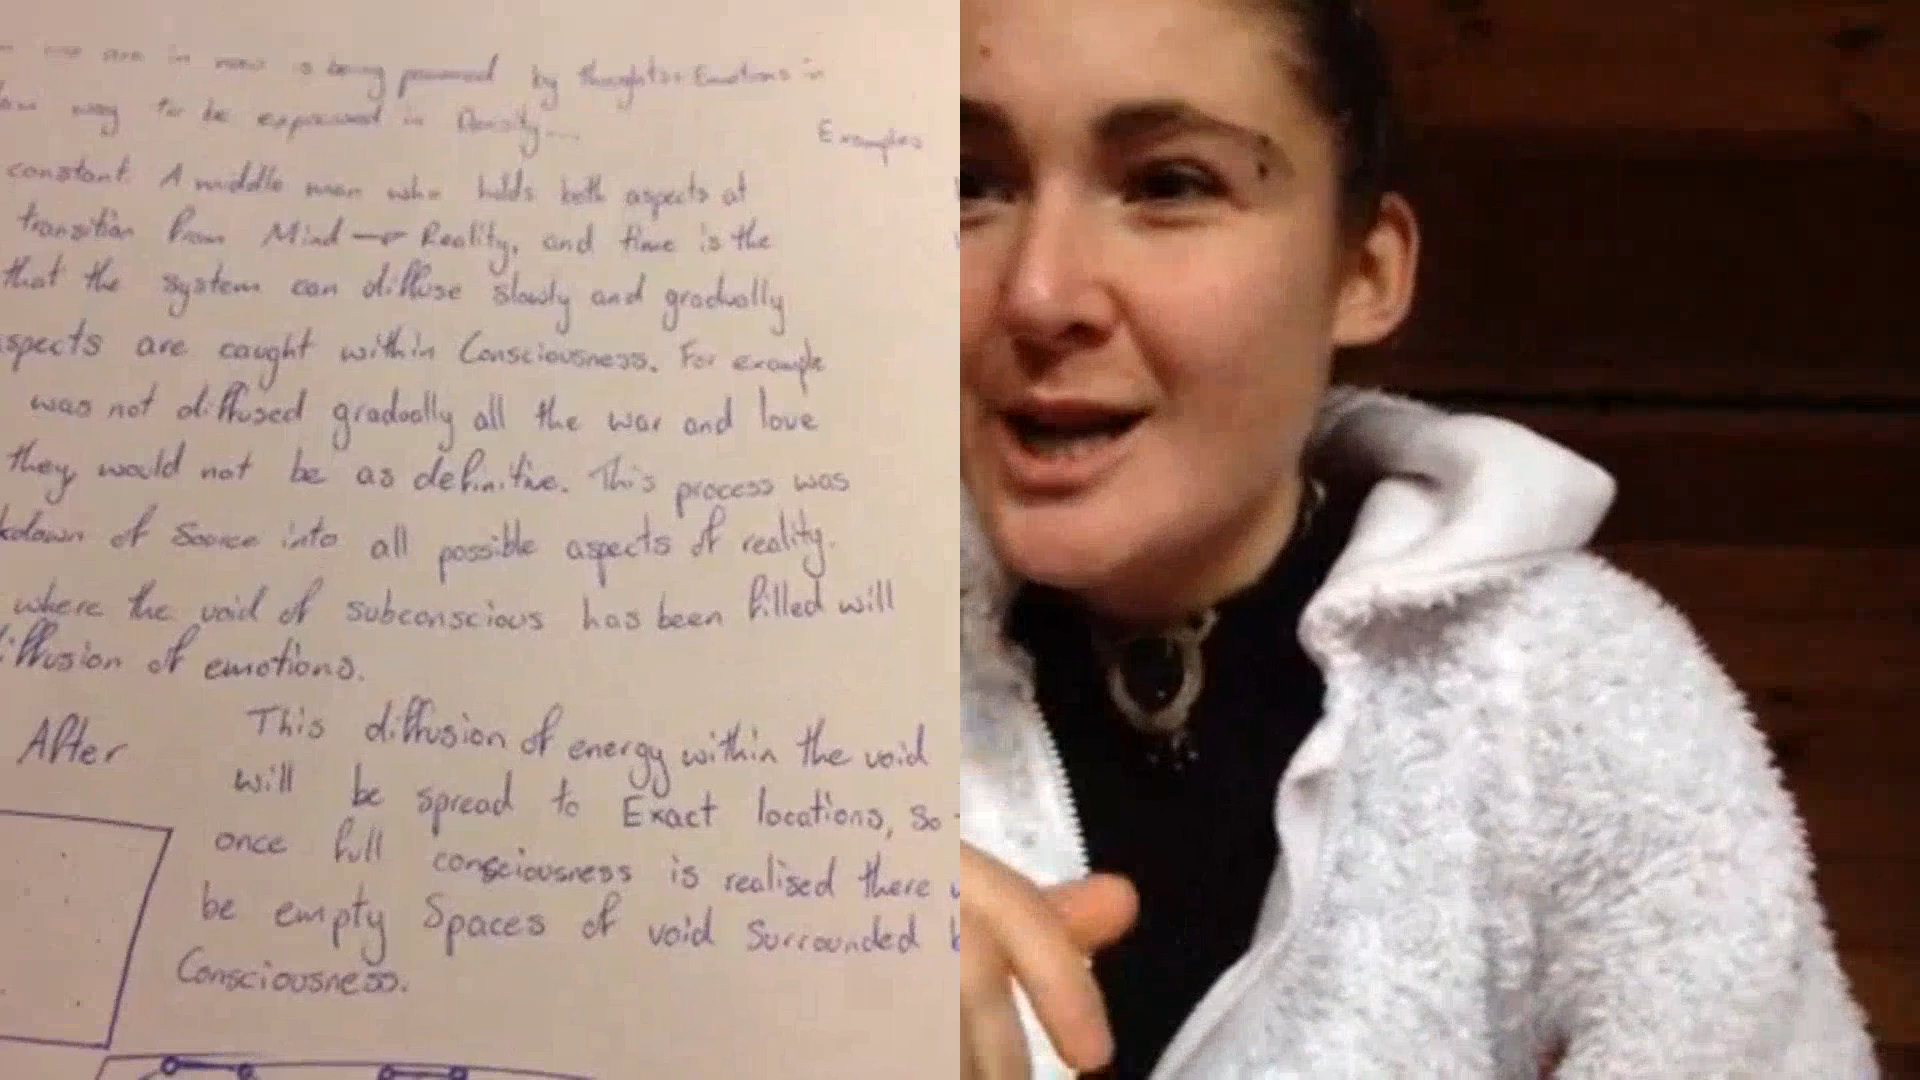 we are in now is being powered by thoughts + Emotions in
way to be expressed in Density...
Examples
constant. A middle man who holds both aspects at
transition from Mind → Reality, and time is the
that the system can diffuse slowly and gradually
aspects are caught within Consciousness. For example
was not diffused gradually all the war and love
they would not be as definitive. This process was
of Source into all possible aspects of reality.
where the void of subconscious has been filled will
diffusion of emotions.
After
This diffusion of energy within the void
will be spread to Exact locations, so
once full consciousness is realised there
be empty Spaces of void Surrounded
Consciousness.